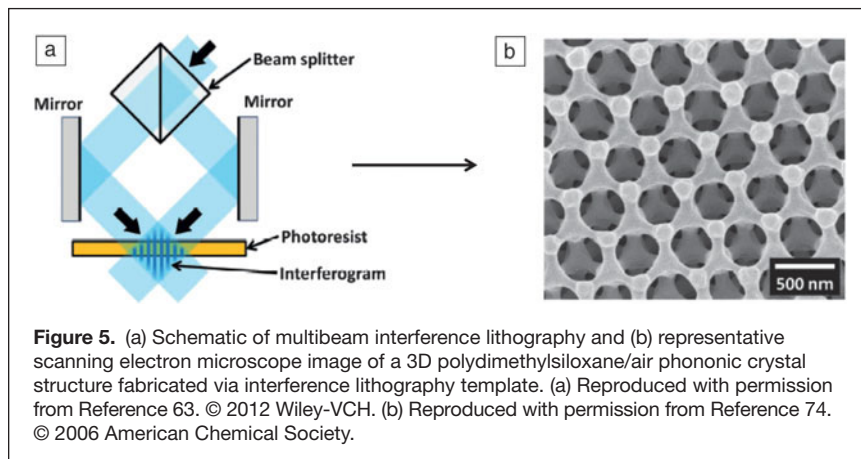 a
Beam splitter
Mirror
Mirror
Photoresist
Interferogram
b
500 nm
Figure 5. (a) Schematic of multibeam interference lithography and (b) representative
scanning electron microscope image of a 3D polydimethylsiloxane/air phononic crystal
structure fabricated via interference lithography template. (a) Reproduced with permission
from Reference 63. © 2012 Wiley-VCH. (b) Reproduced with permission from Reference 74.
© 2006 American Chemical Society.